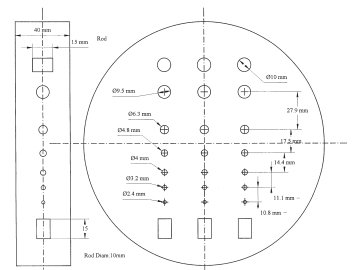 40 mm
15 mm
Rod
Ø10 mm
Ø9.5 mm
27.9 mm
Ø6.3 mm
Ø4.8 mm
17.5 mm
Ø4 mm
14.4 mm
Ø3.2 mm
11.1 mm
Ø2.4 mm
10.8 mm
15
Rod Diam.10mm